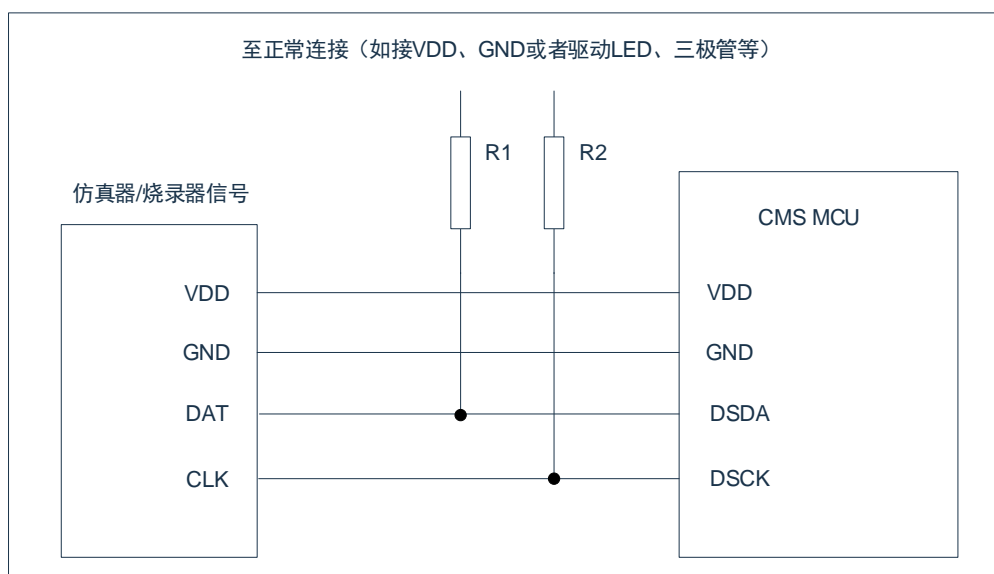 至正常连接（如接VDD、GND或者驱动LED、三极管等）
R1
R2
仿真器/烧录器信号
CMS MCU
VDD
VDD
GND
GND
DAT
DSDA
CLK
DSCK